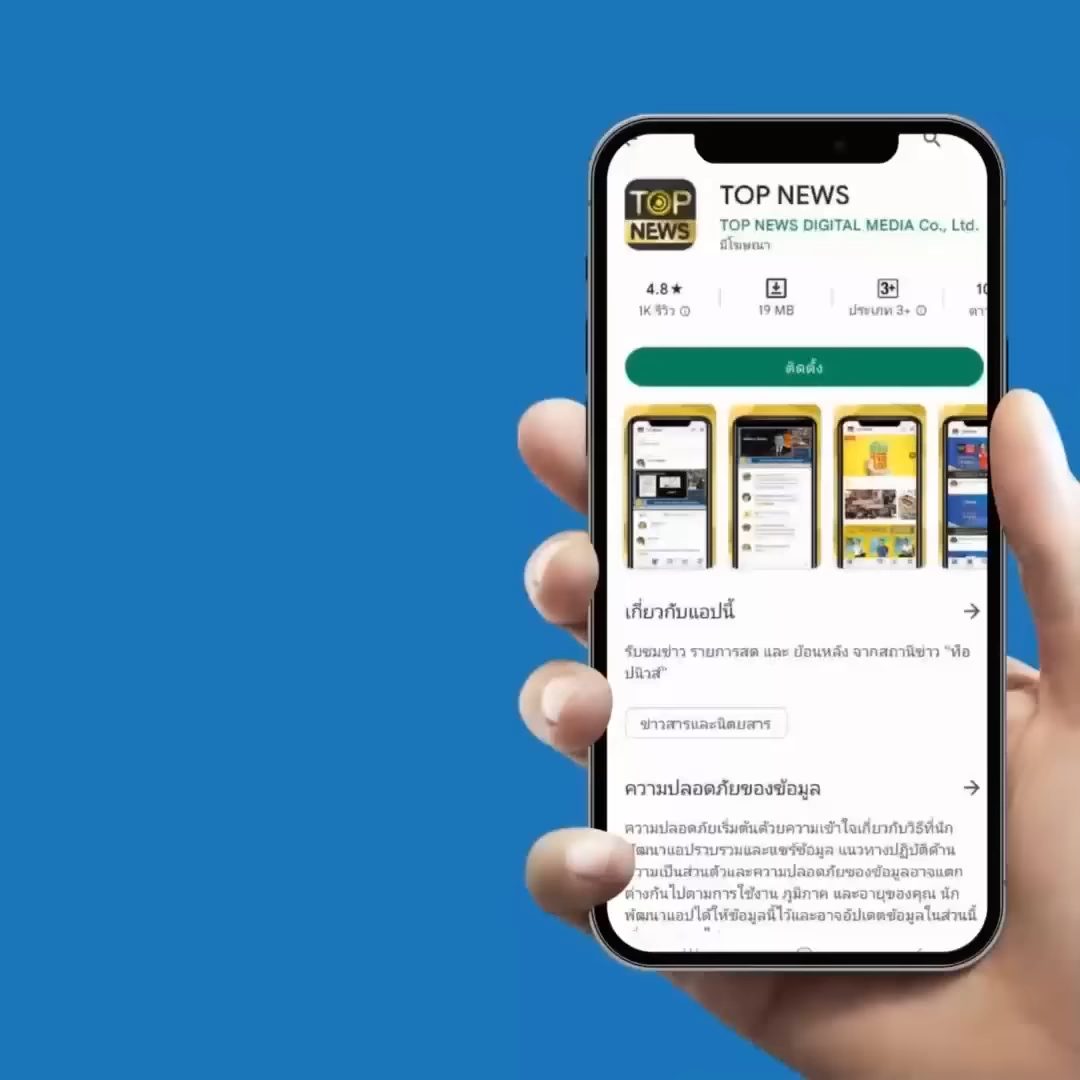 TOP
NEWS
TOP NEWS
TOP NEWS DIGITAL MEDIA Co., Ltd.
มีโฆษณา
4.8★
1K รีวิว
19 MB
3+
ประเภท 3+
10
ติดตั้ง
เกี่ยวกับแอปนี้
รับชมข่าว รายการสด และ ย้อนหลัง จากสถานีข่าว "ท็อ
ปนิวส์"
ข่าวสารและนิตยสาร
ความปลอดภัยของข้อมูล
ความปลอดภัยเริ่มต้นด้วยความเข้าใจเกี่ยวกับวิธีที่นัก
พัฒนาแอปรวบรวมและแชร์ข้อมูล แนวทางปฏิบัติด้าน
ความเป็นส่วนตัวและความปลอดภัยของข้อมูลอาจแตก
ต่างกันไปตามการใช้งาน ภูมิภาค และอายุของคุณ นัก
พัฒนาแอปได้ให้ข้อมูลนี้ไว้และอาจอัปเดตข้อมูลในส่วนนี้